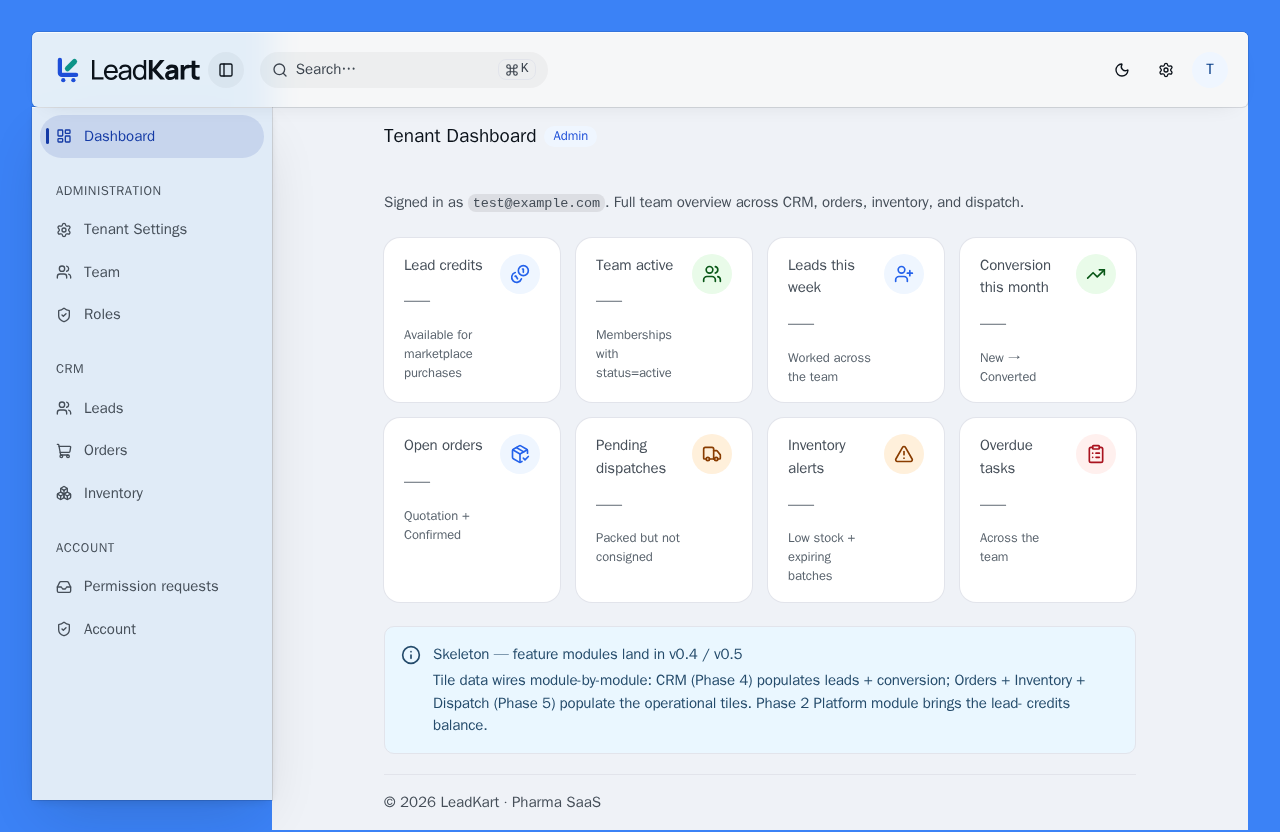 LeadKart
Search…
⌘K
T
Dashboard
ADMINISTRATION
Tenant Settings
Team
Roles
CRM
Leads
Orders
Inventory
ACCOUNT
Permission requests
Account
Tenant Dashboard
Admin
Signed in as test@example.com. Full team overview across CRM, orders, inventory, and dispatch.
Lead credits
—
Available for
marketplace
purchases
Team active
—
Memberships
with
status=active
Leads this
week
—
Worked across
the team
Conversion
this month
—
New →
Converted
Open orders
—
Quotation +
Confirmed
Pending
dispatches
—
Packed but not
consigned
Inventory
alerts
—
Low stock +
expiring
batches
Overdue
tasks
—
Across the
team
Skeleton — feature modules land in v0.4 / v0.5
Tile data wires module-by-module: CRM (Phase 4) populates leads + conversion; Orders + Inventory +
Dispatch (Phase 5) populate the operational tiles. Phase 2 Platform module brings the lead- credits
balance.
© 2026 LeadKart · Pharma SaaS